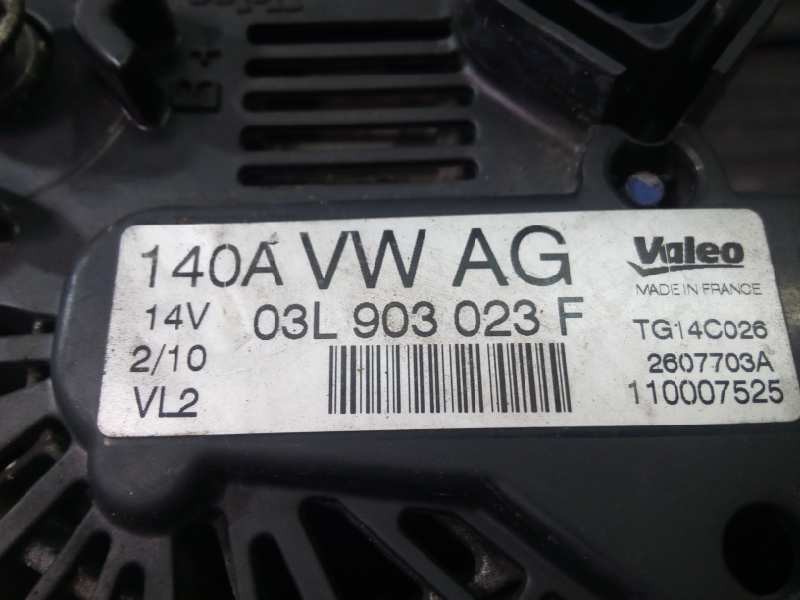 B+
140A VW AG
14V 03L 903 023 F
2/10
VL2
Valeo
MADE IN FRANCE
TG14C026
2607703A
110007525